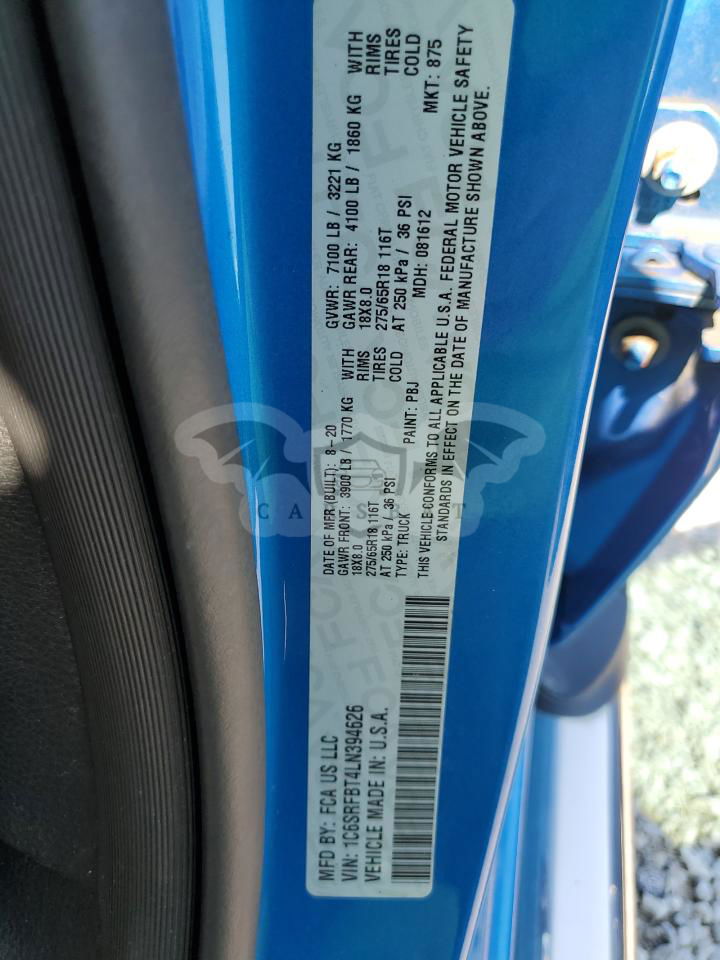 MFD BY: FCA US LLC
DATE OF MFR (BUILT): 8-20
GVWR: 7100 LB / 3221 KG
VIN: 1C6SRFBT4LN394626
GAWR FRONT: 3900 LB / 1770 KG WITH
GAWR REAR: 4100 LB / 1860 KG WITH
VEHICLE MADE IN: U.S.A.
18X8.0 RIMS
18X8.0 RIMS
275/65R18 116T TIRES
275/65R18 116T TIRES
AT 250 kPa / 36 PSI COLD
AT 250 kPa / 36 PSI COLD
TYPE: TRUCK PAINT: PBJ MDH: 081612 MKT: 875
THIS VEHICLE CONFORMS TO ALL APPLICABLE U.S.A. FEDERAL MOTOR VEHICLE SAFETY
STANDARDS IN EFFECT ON THE DATE OF MANUFACTURE SHOWN ABOVE.